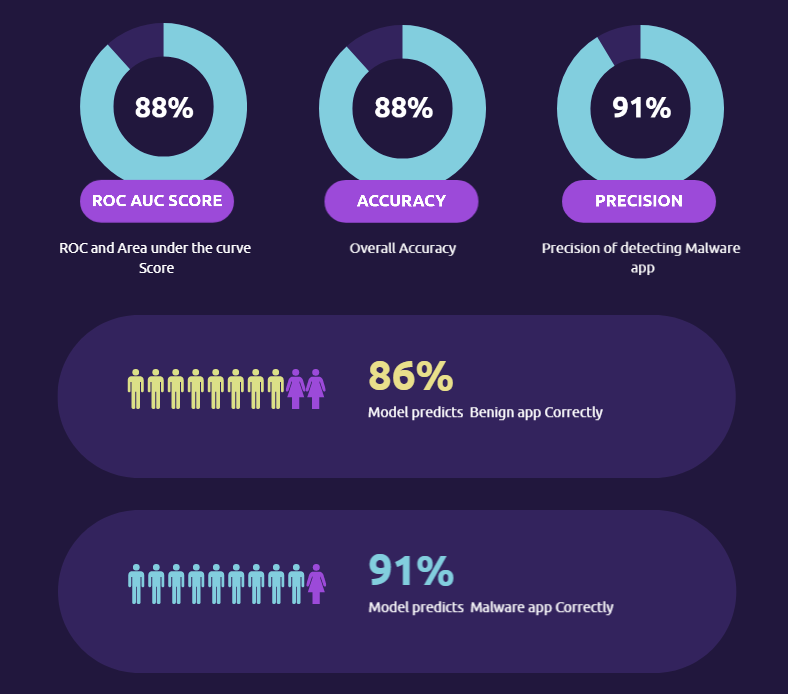 88%
88%
91%
ROC AUC SCORE
ACCURACY
PRECISION
ROC and Area under the curve
Score
Overall Accuracy
Precision of detecting Malware
app
86%
Model predicts Benign app Correctly
91%
Model predicts Malware app Correctly